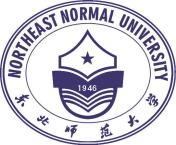 NORTHEAST NORMAL UNIVERSITY
1946
东北师范大学